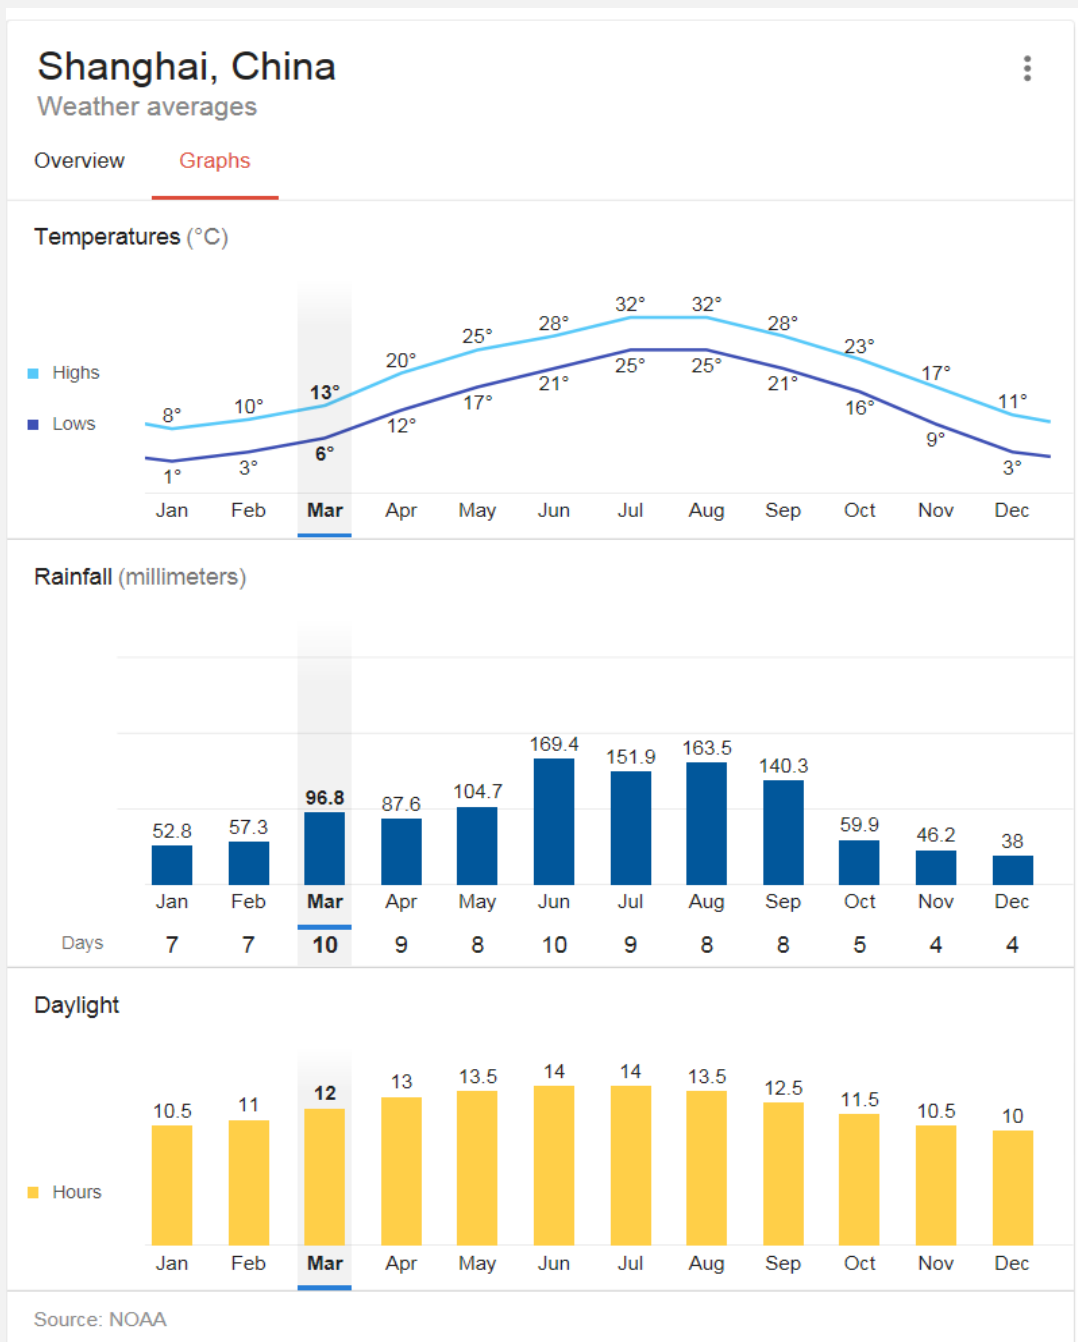 Shanghai, China
Weather averages
Overview Graphs
Temperatures (°C)
Highs
Lows
8° 10° 13° 20° 25° 28° 32° 32° 28° 23° 17° 11°
1° 3° 6° 12° 17° 21° 25° 25° 21° 16° 9° 3°
Jan Feb Mar Apr May Jun Jul Aug Sep Oct Nov Dec
Rainfall (millimeters)
52.8 57.3 96.8 87.6 104.7 169.4 151.9 163.5 140.3 59.9 46.2 38
Jan Feb Mar Apr May Jun Jul Aug Sep Oct Nov Dec
Days 7 7 10 9 8 10 9 8 8 5 4 4
Daylight
10.5 11 12 13 13.5 14 14 13.5 12.5 11.5 10.5 10
Hours
Jan Feb Mar Apr May Jun Jul Aug Sep Oct Nov Dec
Source: NOAA